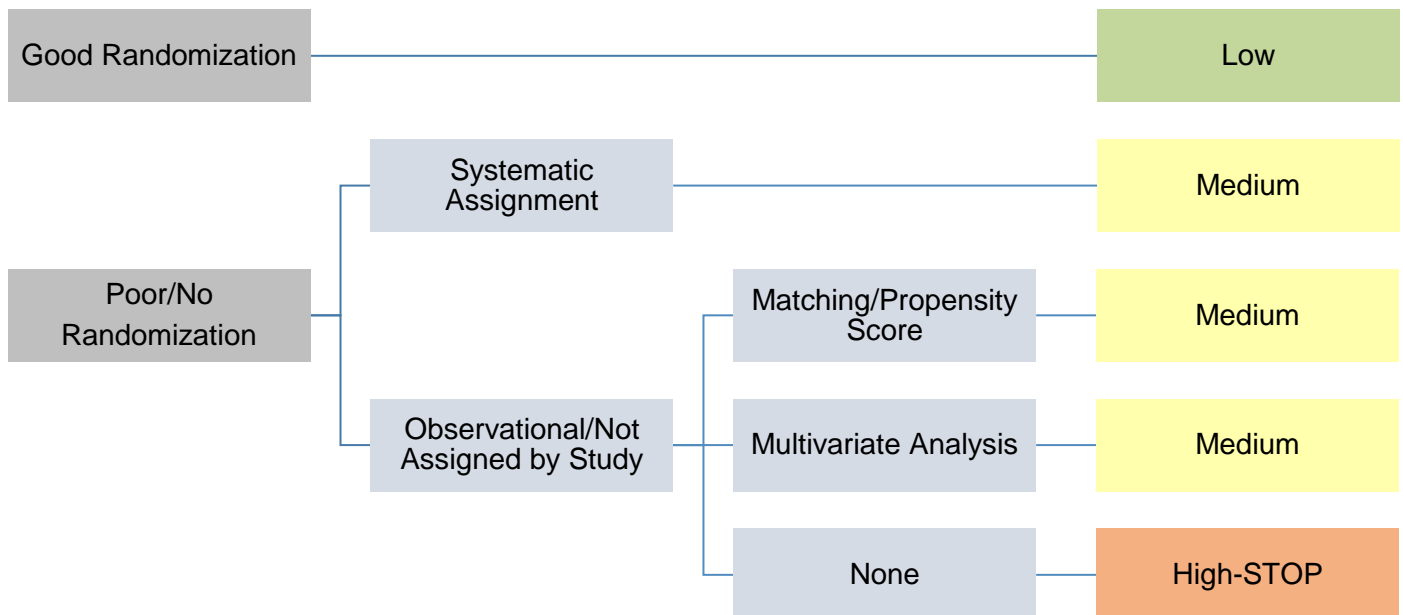 Good Randomization
Low
Systematic
Assignment
Medium
Poor/No
Randomization
Matching/Propensity
Score
Medium
Observational/Not
Assigned by Study
Multivariate Analysis
Medium
None
High-STOP